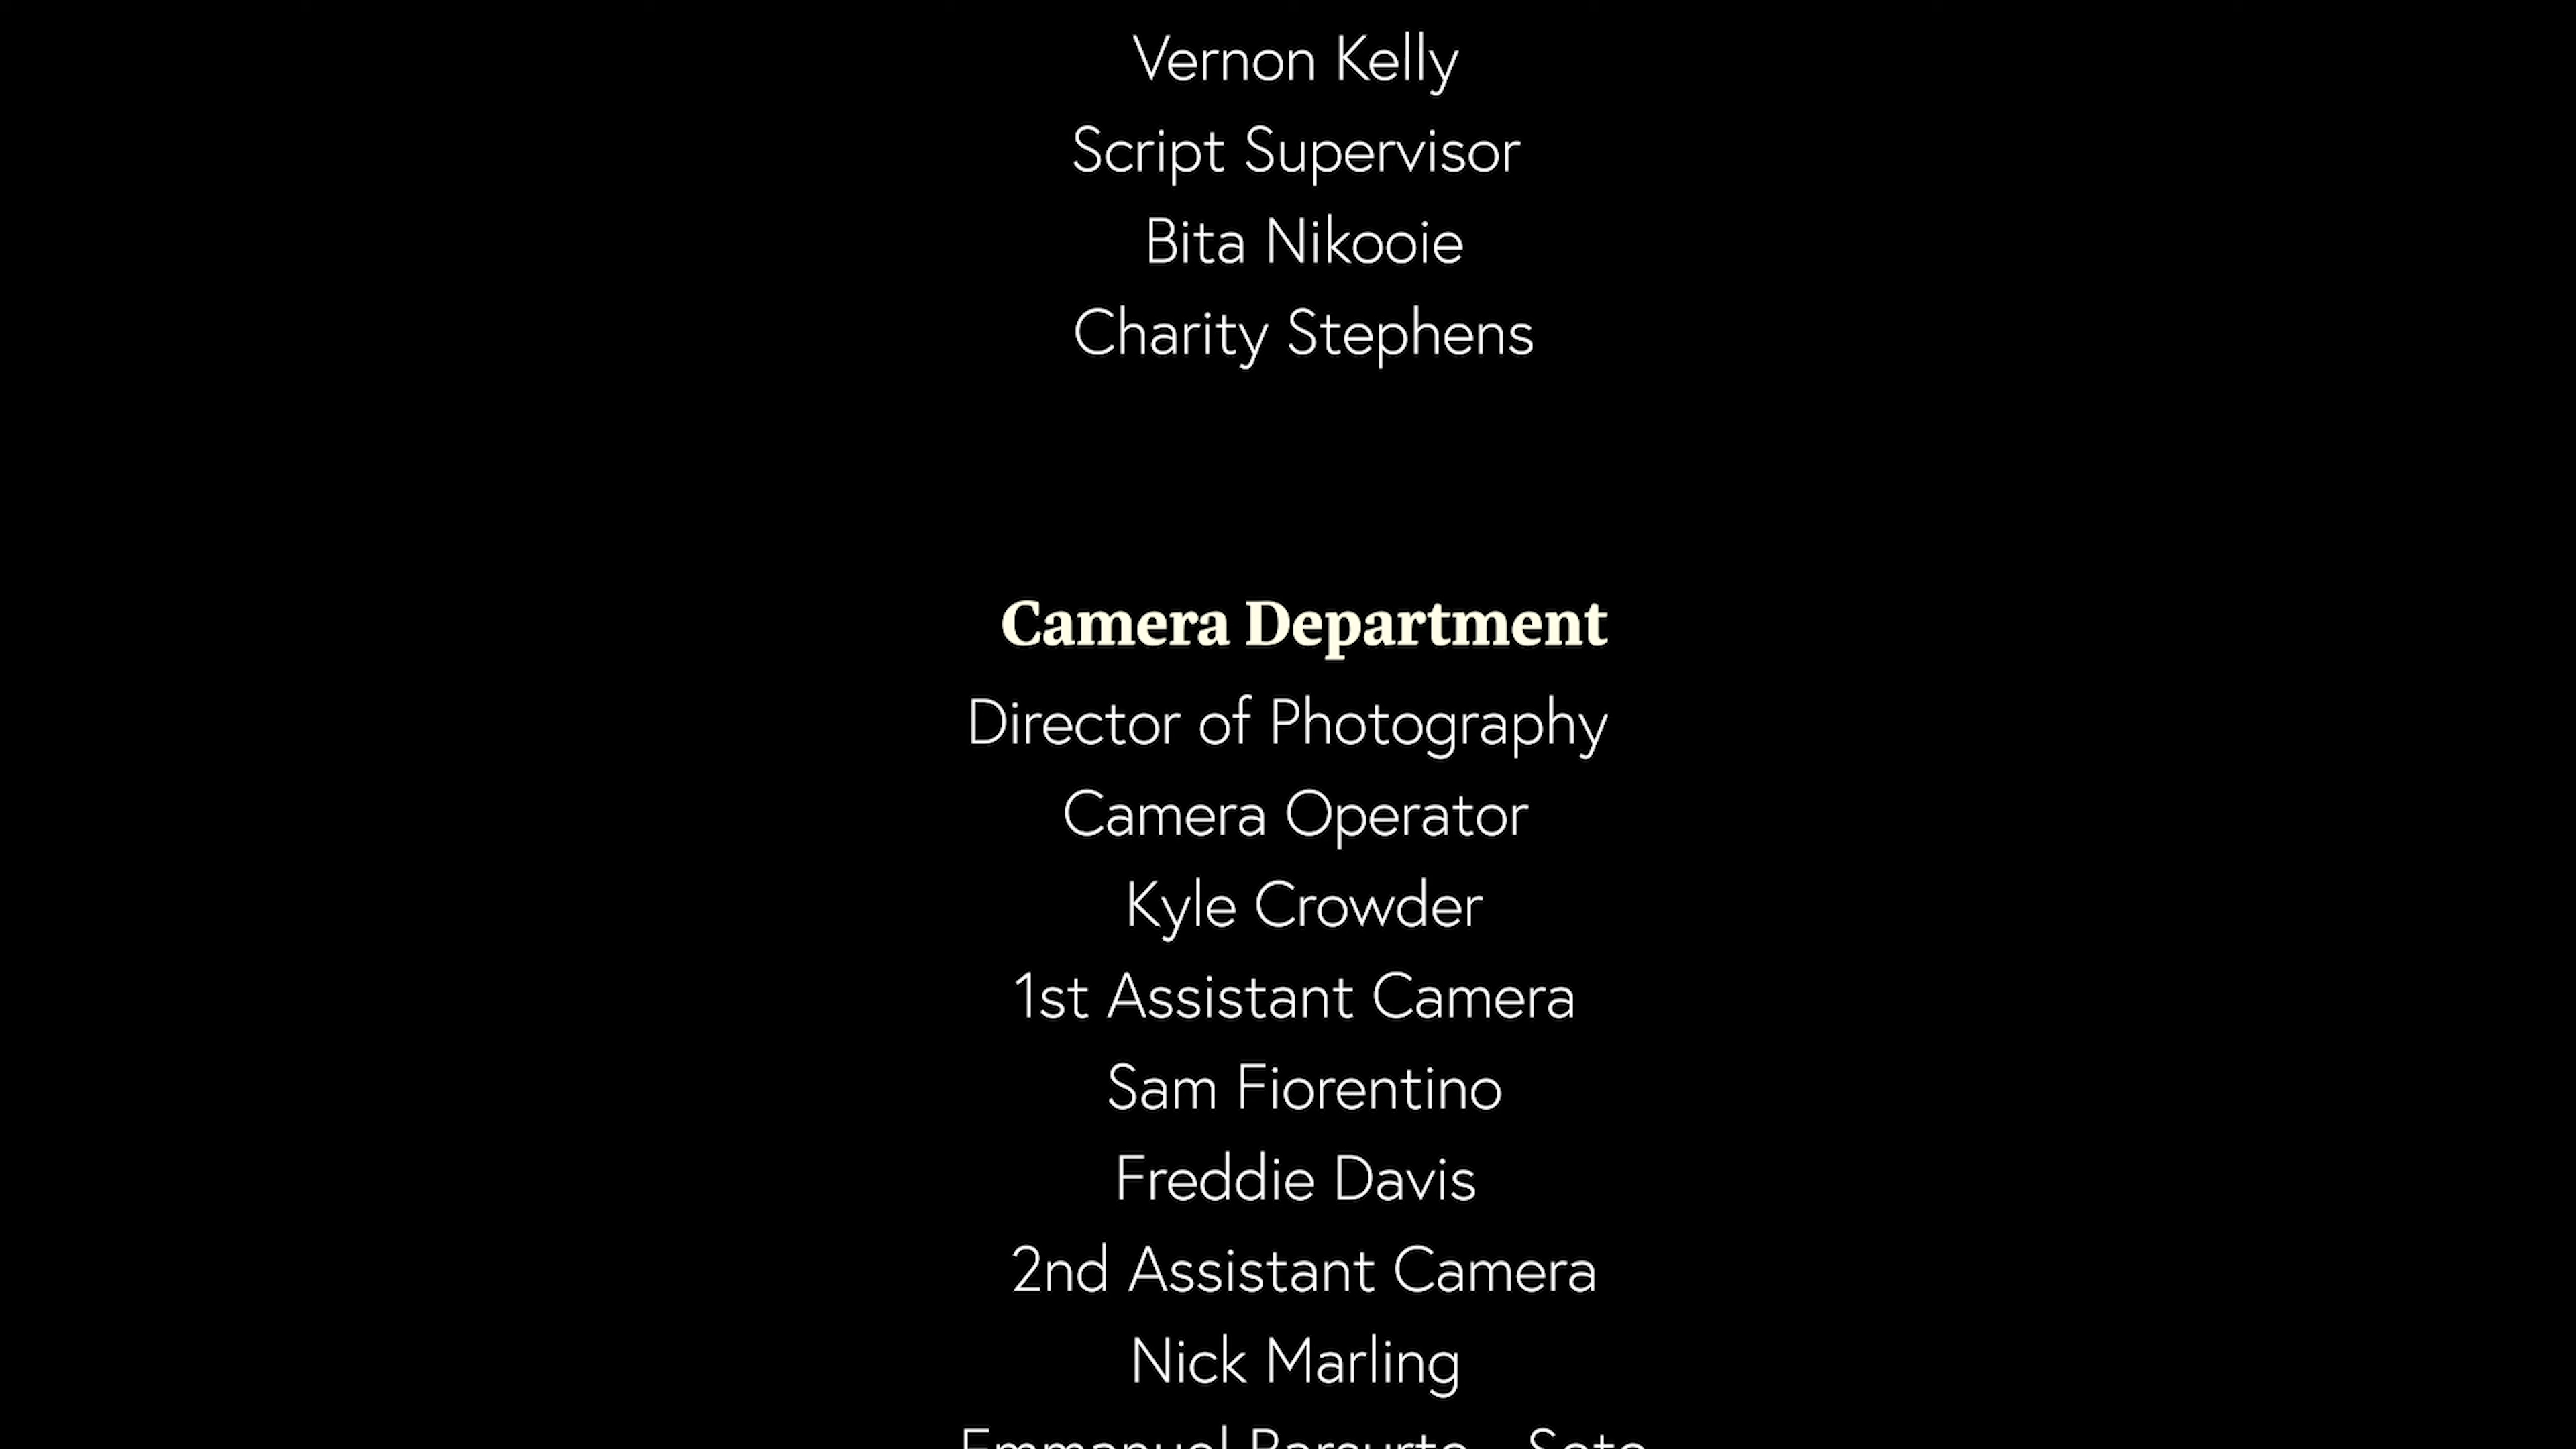 Vernon Kelly
Script Supervisor
Bita Nikooie
Charity Stephens
Camera Department
Director of Photography
Camera Operator
Kyle Crowder
1st Assistant Camera
Sam Fiorentino
Freddie Davis
2nd Assistant Camera
Nick Marling
Emmanuel